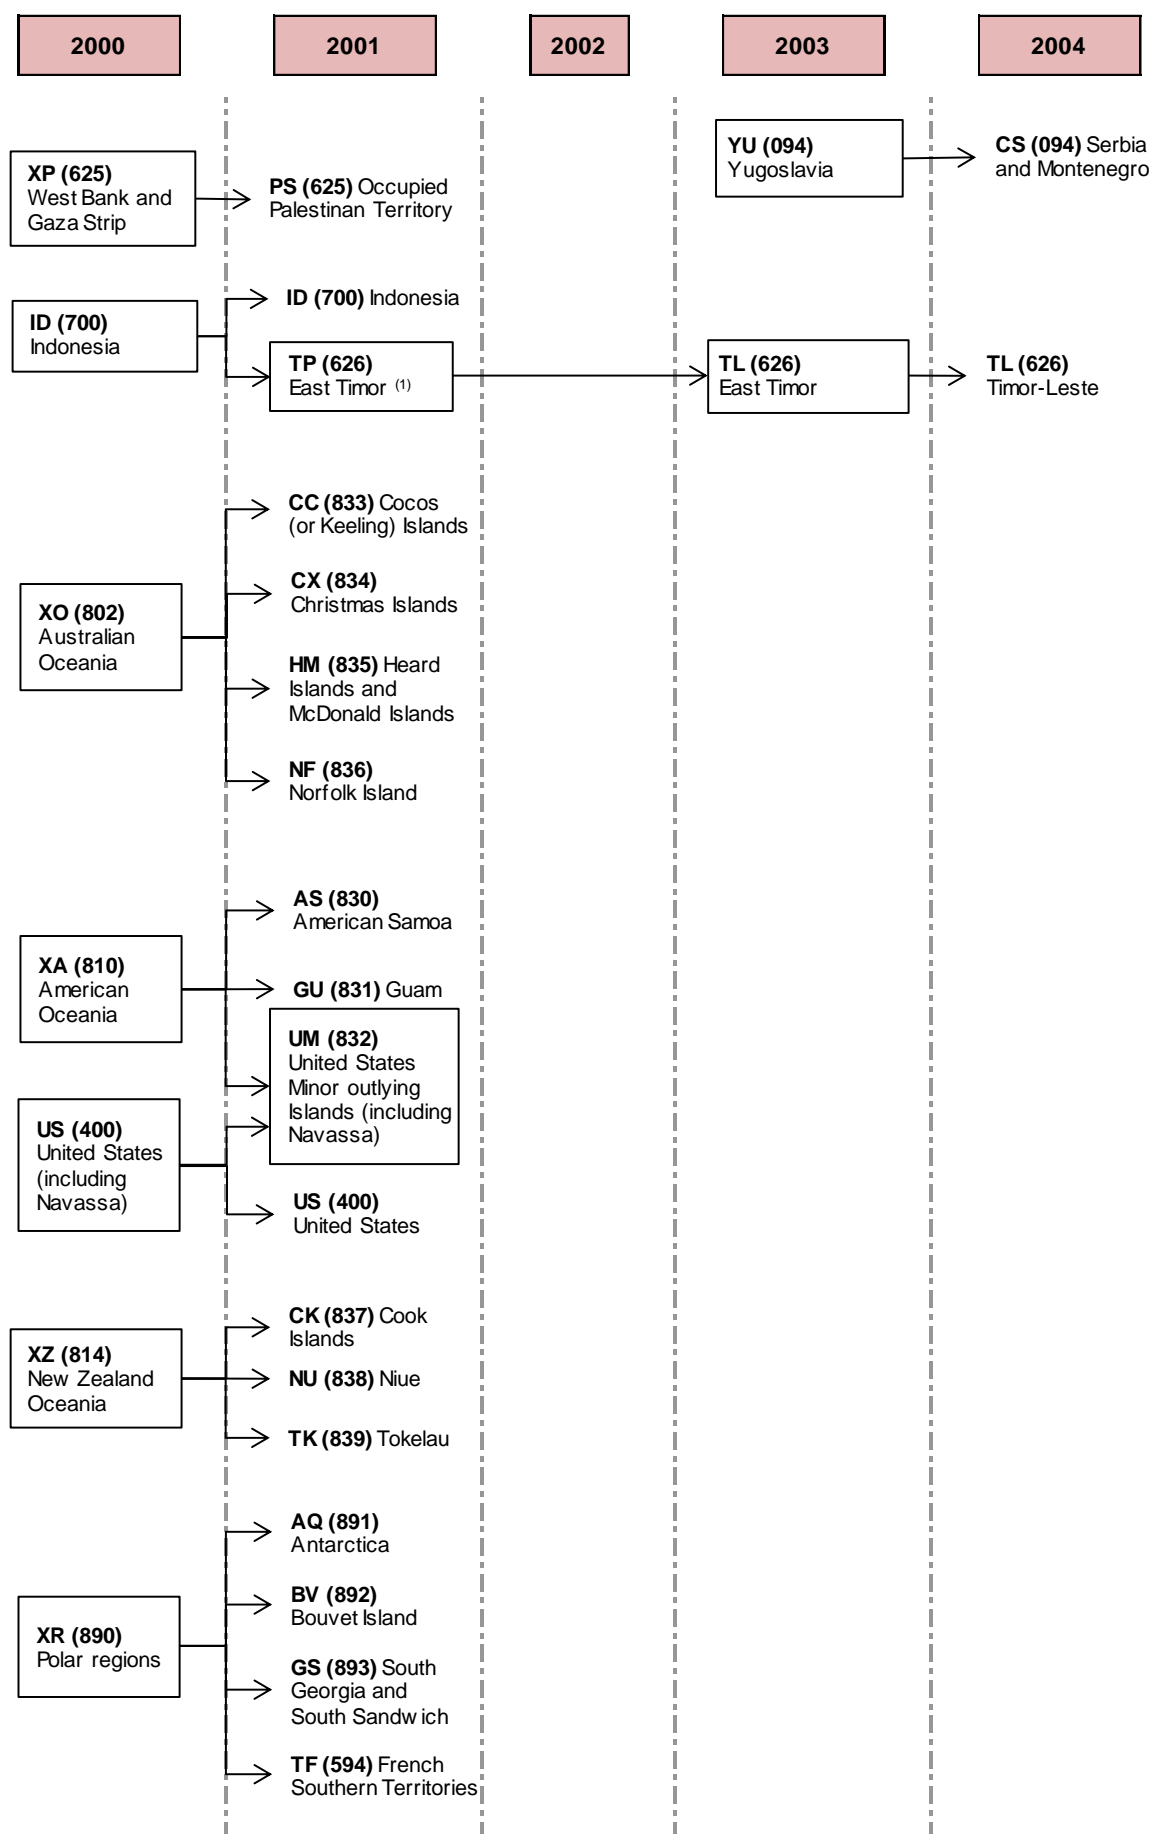 2000
2001
2002
2003
2004
YU (094)
Yugoslavia
CS (094) Serbia
and Montenegro
XP (625)
West Bank and
Gaza Strip
PS (625) Occupied
Palestinan Territory
ID (700)
Indonesia
ID (700) Indonesia
TP (626)
East Timor (1)
TL (626)
East Timor
TL (626)
Timor-Leste
XO (802)
Australian
Oceania
CC (833) Cocos
(or Keeling) Islands
CX (834)
Christmas Islands
HM (835) Heard
Islands and
McDonald Islands
NF (836)
Norfolk Island
XA (810)
American
Oceania
AS (830)
American Samoa
GU (831) Guam
UM (832)
United States
Minor outlying
Islands (including
Navassa)
US (400)
United States
(including
Navassa)
US (400)
United States
XZ (814)
New Zealand
Oceania
CK (837) Cook
Islands
NU (838) Niue
TK (839) Tokelau
XR (890)
Polar regions
AQ (891)
Antarctica
BV (892)
Bouvet Island
GS (893) South
Georgia and
South Sandwich
TF (594) French
Southern Territories